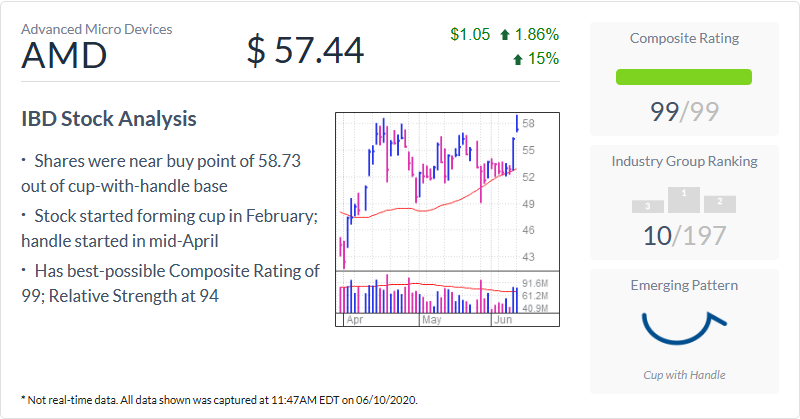 Advanced Micro Devices
AMD
$ 57.44
$1.05 1.86%
15%
IBD Stock Analysis
· Shares were near buy point of 58.73
out of cup-with-handle base
· Stock started forming cup in February;
handle started in mid-April
· Has best-possible Composite Rating of
99; Relative Strength at 94
58
55
52
49
46
43
91.6M
61.2M
40.9M
Apr May Jun
Composite Rating
99/99
Industry Group Ranking
3 1 2
10/197
Emerging Pattern
Cup with Handle
* Not real-time data. All data shown was captured at 11:47AM EDT on 06/10/2020.